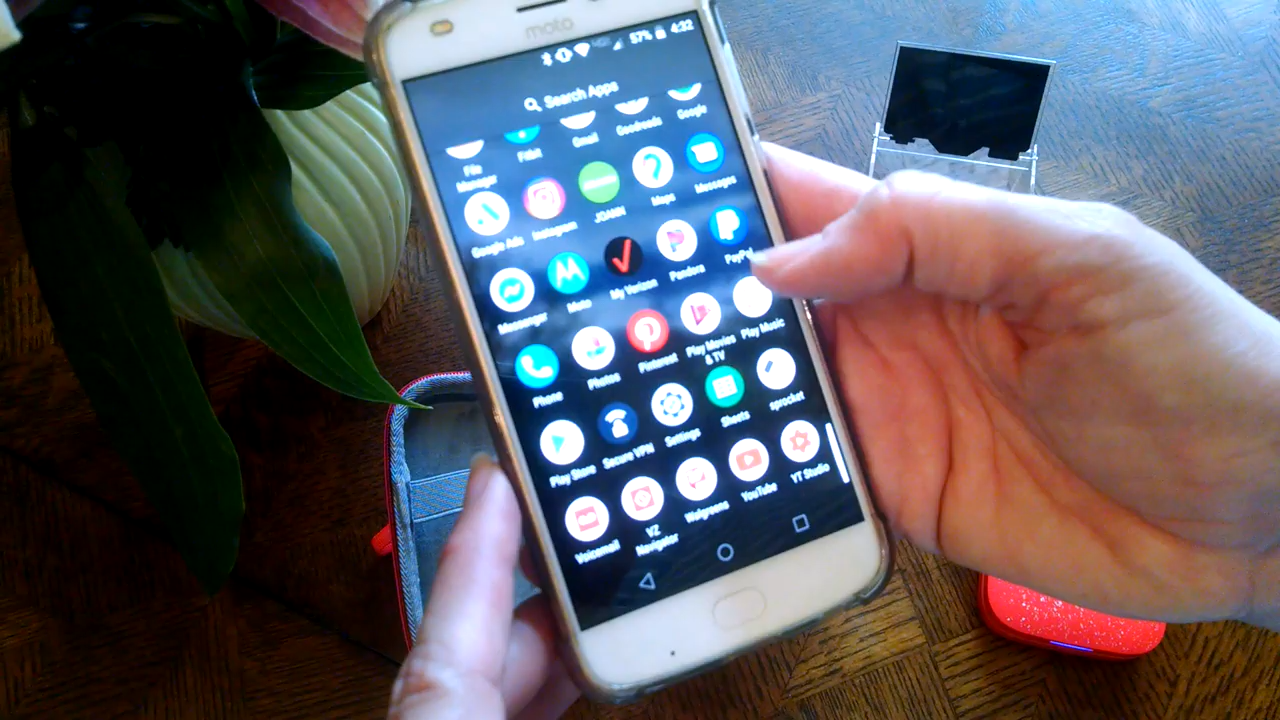 moto
57% 4:32
Search Apps
File Manager Fitbit Gmail Goodreads Google
Google Ads Instagram JOANN Maps Messages
Messenger Moto My Verizon Pandora PayPal
Phone Photos Pinterest Play Movies & TV Play Music
Play Store Secure VPN Settings Sheets sprocket
Voicemail VZ Navigator Walgreens YouTube YT Studio